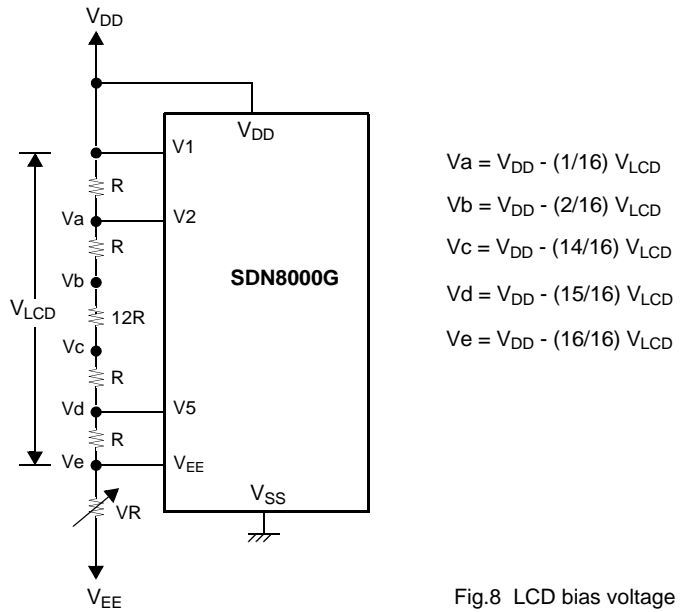 VDD
V1
VDD
R
Va = VDD - (1/16) VLCD
Va
V2
Vb = VDD - (2/16) VLCD
R
Vc = VDD - (14/16) VLCD
Vb
SDN8000G
VLCD
12R
Vd = VDD - (15/16) VLCD
Vc
Ve = VDD - (16/16) VLCD
R
Vd
V5
R
Ve
VEE
VSS
VR
VEE
Fig.8 LCD bias voltage